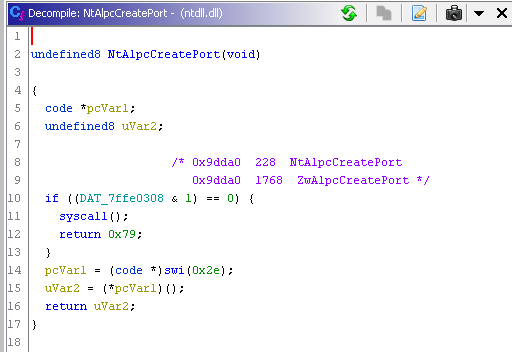 Decompile: NtAlpcCreatePort - (ntdll.dll)
1
2 undefined8 NtAlpcCreatePort(void)
3
4 {
5   code *pcVar1;
6   undefined8 uVar2;
7
8                     /* 0x9dda0  228  NtAlpcCreatePort
9                        0x9dda0  1768  ZwAlpcCreatePort */
10   if ((DAT_7ffe0308 & 1) == 0) {
11     syscall();
12     return 0x79;
13   }
14   pcVar1 = (code *)swi(0x2e);
15   uVar2 = (*pcVar1)();
16   return uVar2;
17 }
18